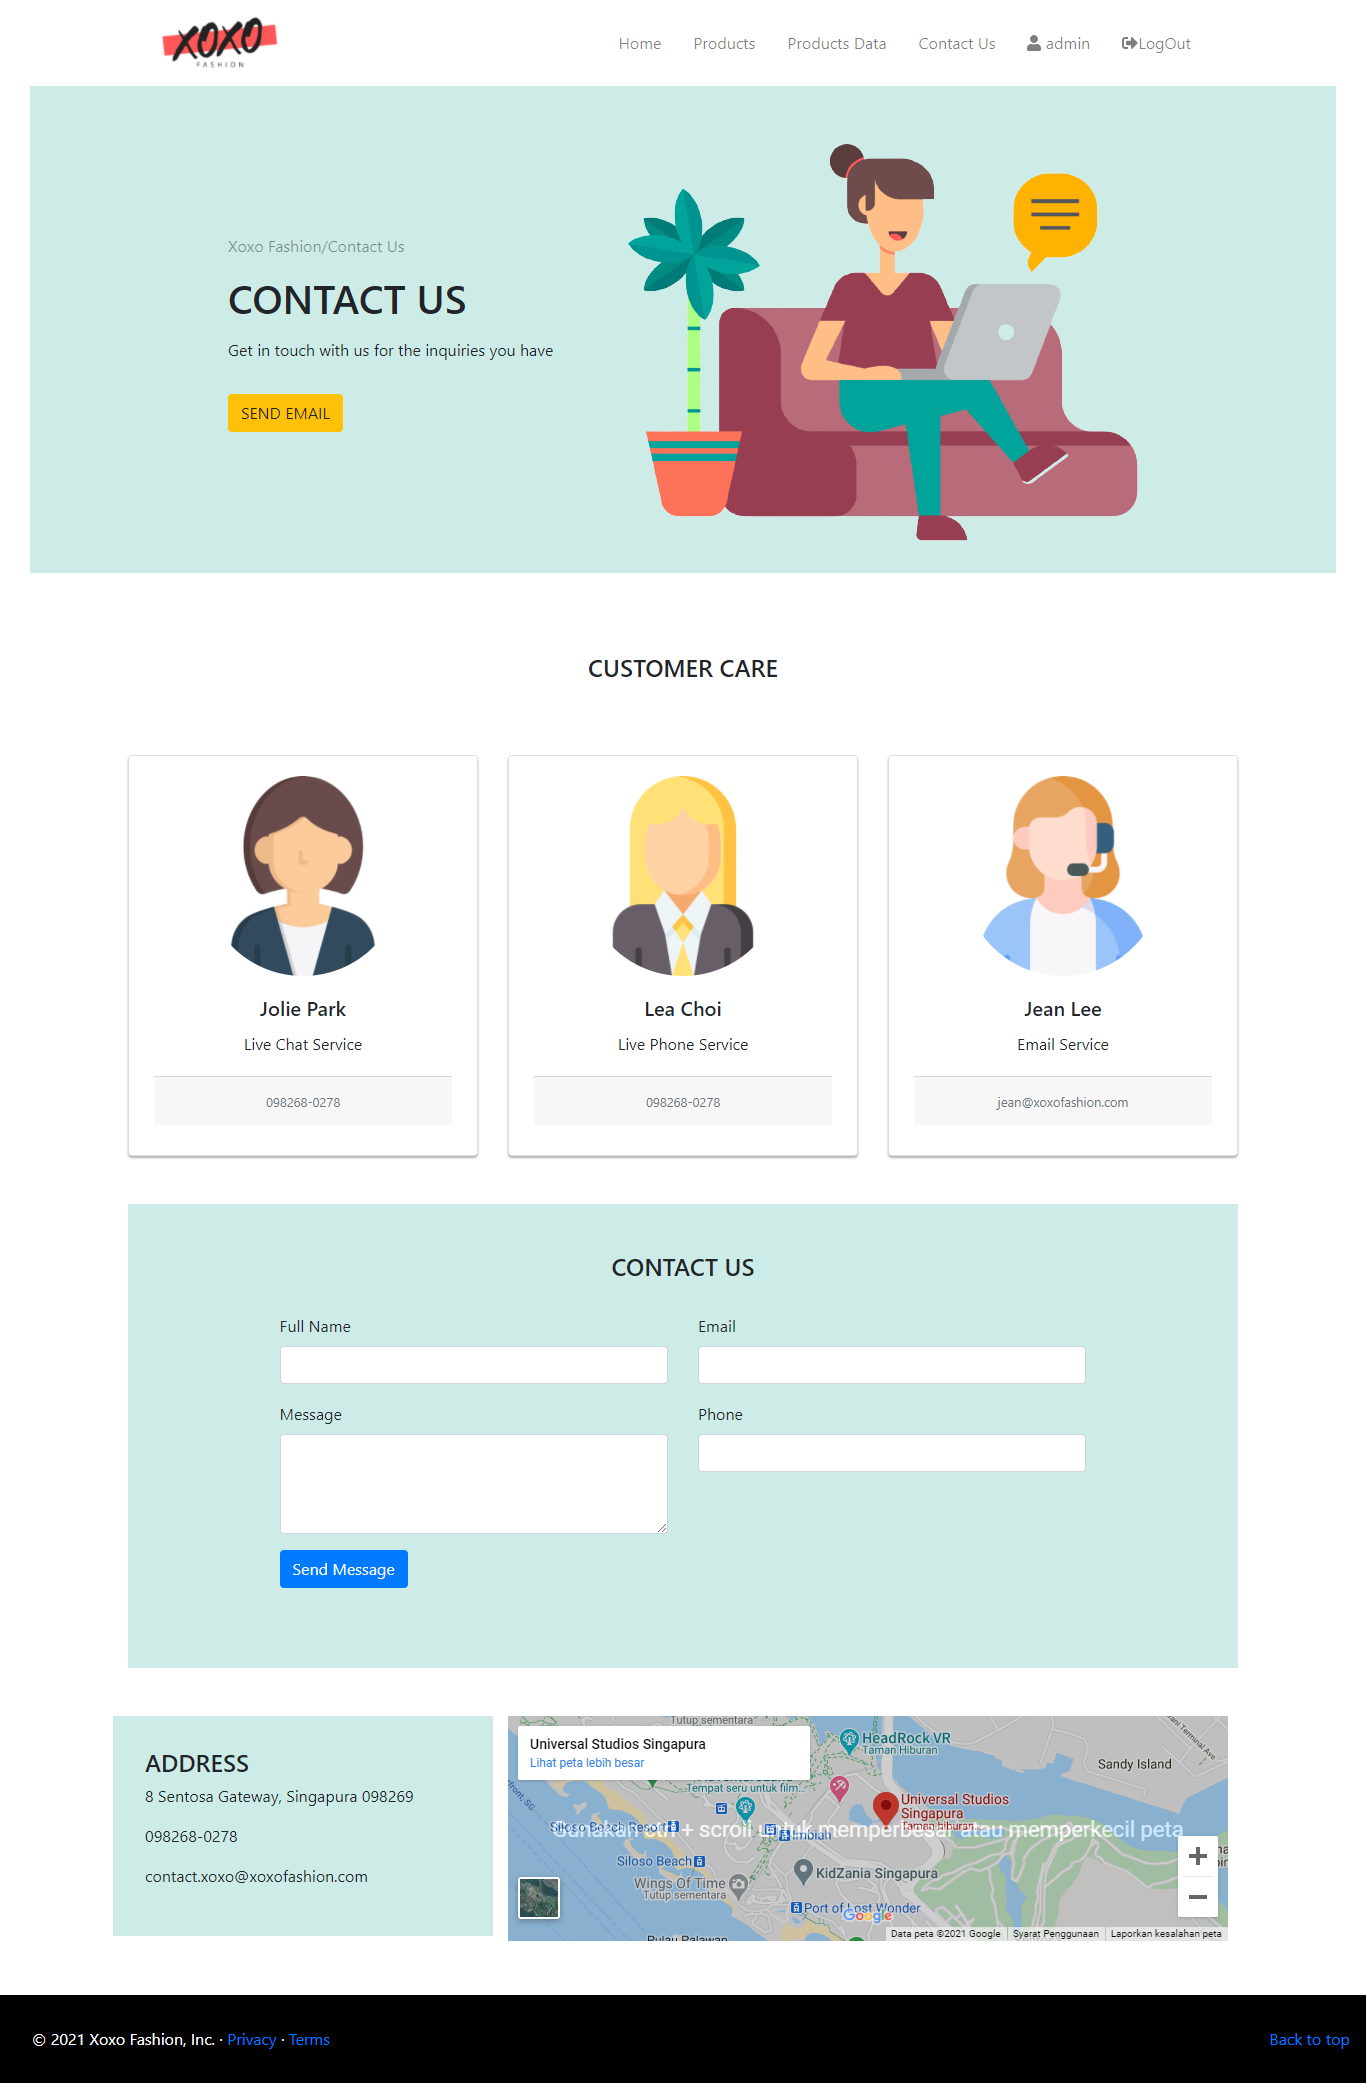 XOXO
FASHION
Home Products Products Data Contact Us admin LogOut
Xoxo Fashion/Contact Us
CONTACT US
Get in touch with us for the inquiries you have
SEND EMAIL
CUSTOMER CARE
Jolie Park
Live Chat Service
098268-0278
Lea Choi
Live Phone Service
098268-0278
Jean Lee
Email Service
jean@xoxofashion.com
CONTACT US
Full Name
Email
Message
Phone
Send Message
ADDRESS
8 Sentosa Gateway, Singapura 098269
098268-0278
contact.xoxo@xoxofashion.com
Tutup sementara
Universal Studios Singapura
Lihat peta lebih besar
HeadRock VR
Taman Hiburan
Sandy Island
Tempat seru untuk film...
Universal Studios
Singapura
Taman hiburan
Siloso Beach Resort
Imbiah
Gunakan ctrl + scroll untuk memperbesar atau memperkecil peta
Siloso Beach
KidZania Singapura
Wings Of Time
Tutup sementara
Port of Lost Wonder
Google
Pulau Palawan
Data peta ©2021 Google Syarat Penggunaan Laporkan kesalahan peta
© 2021 Xoxo Fashion, Inc. · Privacy · Terms
Back to top